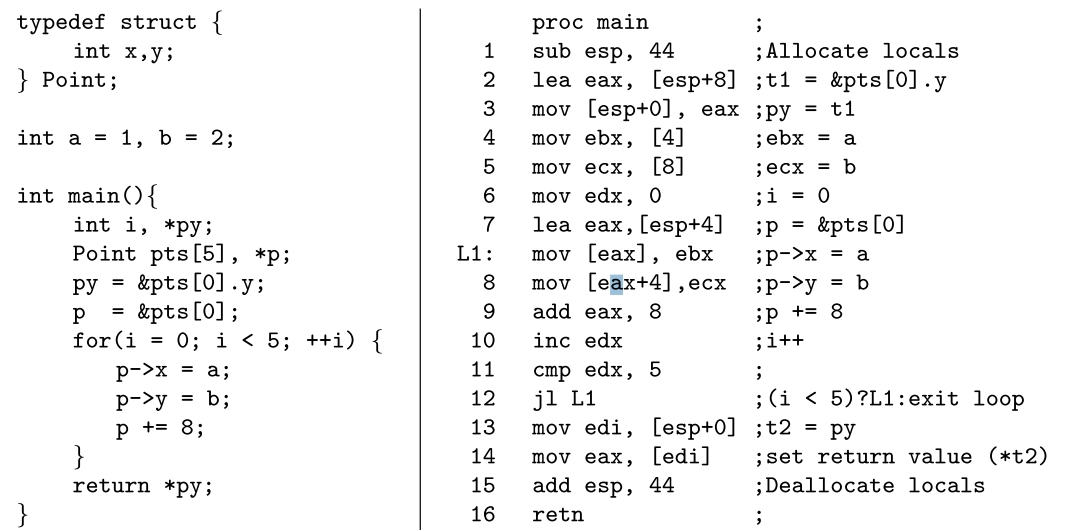 typedef struct {
int x,y;
} Point;
int a = 1, b = 2;
int main(){
int i, *py;
Point pts[5], *p;
py = &pts[0].y;
p = &pts[0];
for(i = 0; i < 5; ++i) {
p->x = a;
p->y = b;
p += 8;
}
return *py;
}
proc main ;
1 sub esp, 44 ;Allocate locals
2 lea eax, [esp+8] ;t1 = &pts[0].y
3 mov [esp+0], eax ;py = t1
4 mov ebx, [4] ;ebx = a
5 mov ecx, [8] ;ecx = b
6 mov edx, 0 ;i = 0
7 lea eax,[esp+4] ;p = &pts[0]
L1: mov [eax], ebx ;p->x = a
8 mov [eax+4],ecx ;p->y = b
9 add eax, 8 ;p += 8
10 inc edx ;i++
11 cmp edx, 5 ;
12 jl L1 ;(i < 5)?L1:exit loop
13 mov edi, [esp+0] ;t2 = py
14 mov eax, [edi] ;set return value (*t2)
15 add esp, 44 ;Deallocate locals
16 retn ;